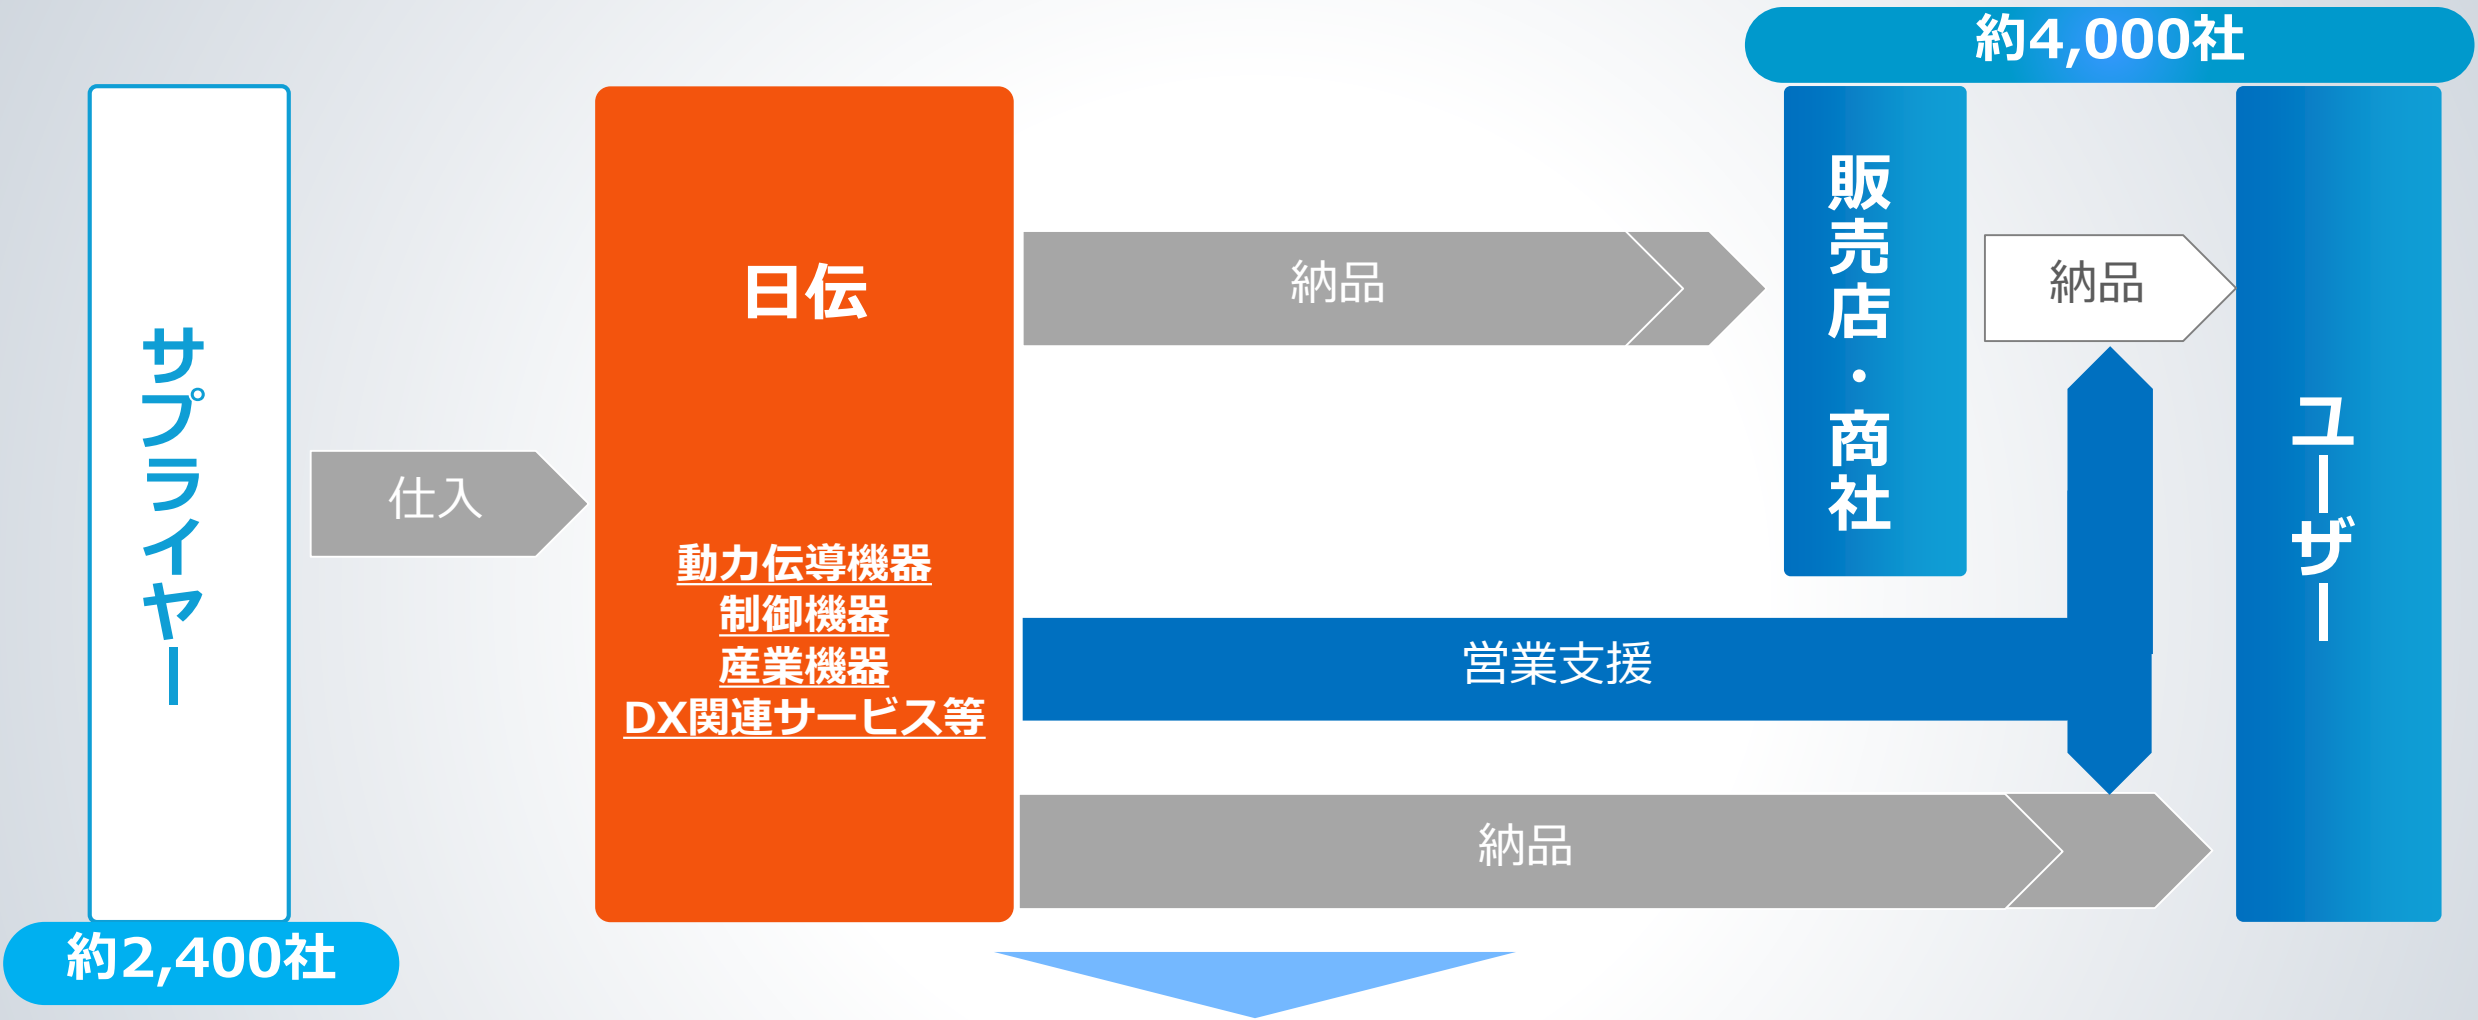 約4,000社
サプライヤー
約2,400社
仕入
日伝
動力伝導機器
制御機器
産業機器
DX関連サービス等
納品
販売店・商社
納品
営業支援
納品
ユーザー